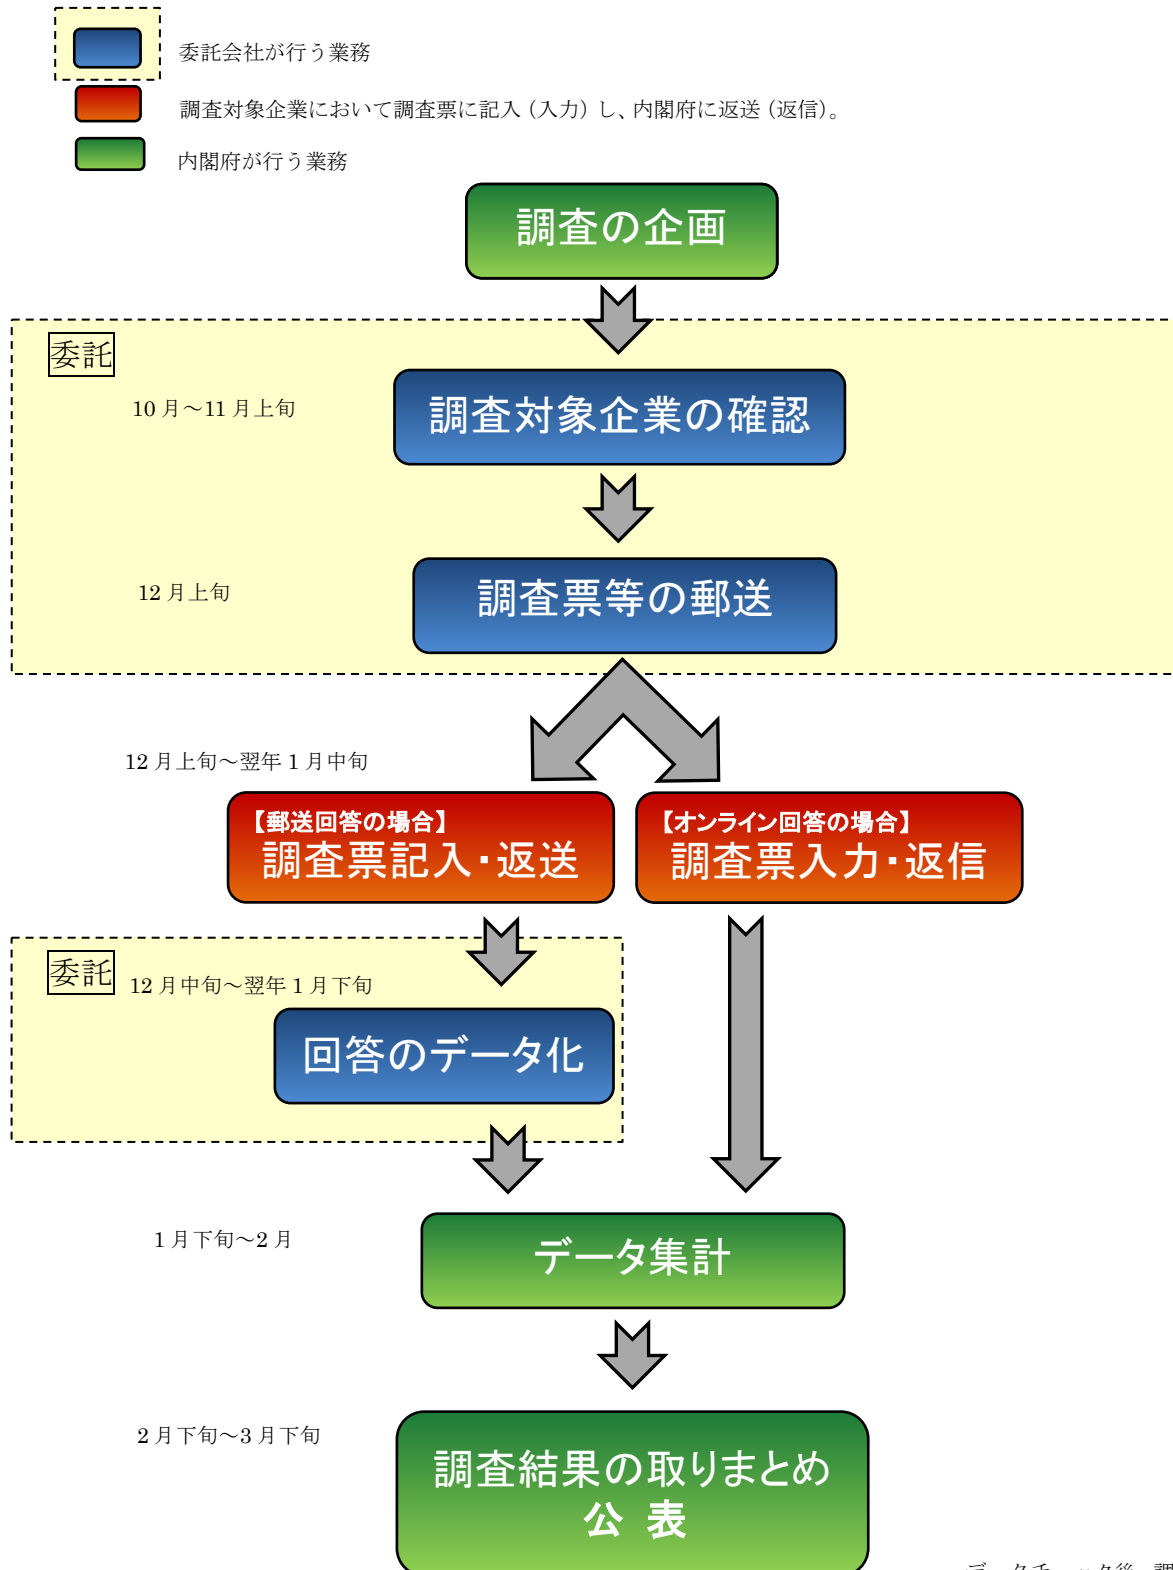 委託会社が行う業務
調査対象企業において調査票に記入（入力）し、内閣府に返送（返信）。
内閣府が行う業務
調査の企画
委託
10月～11月上旬
調査対象企業の確認
12月上旬
調査票等の郵送
12月上旬～翌年1月中旬
【郵送回答の場合】
調査票記入・返送
【オンライン回答の場合】
調査票入力・返信
委託
12月中旬～翌年1月下旬
回答のデータ化
1月下旬～2月
データ集計
2月下旬～3月下旬
調査結果の取りまとめ
公 表